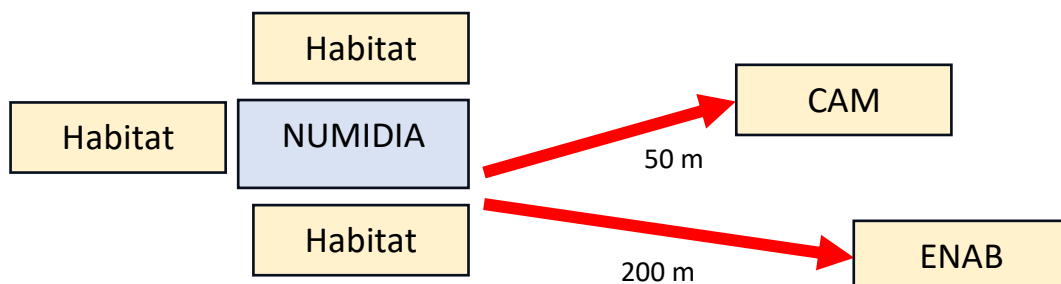 Habitat
CAM
Habitat
NUMIDIA
50 m
Habitat
ENAB
200 m